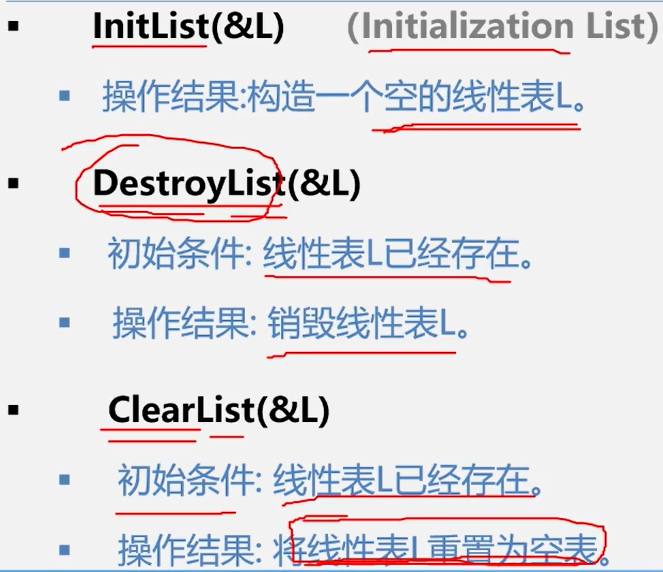 InitList(&L) (Initialization List)
操作结果:构造一个空的线性表L。
DestroyList(&L)
初始条件: 线性表L已经存在。
操作结果: 销毁线性表L。
ClearList(&L)
初始条件: 线性表L已经存在。
操作结果: 将线性表L重置为空表。